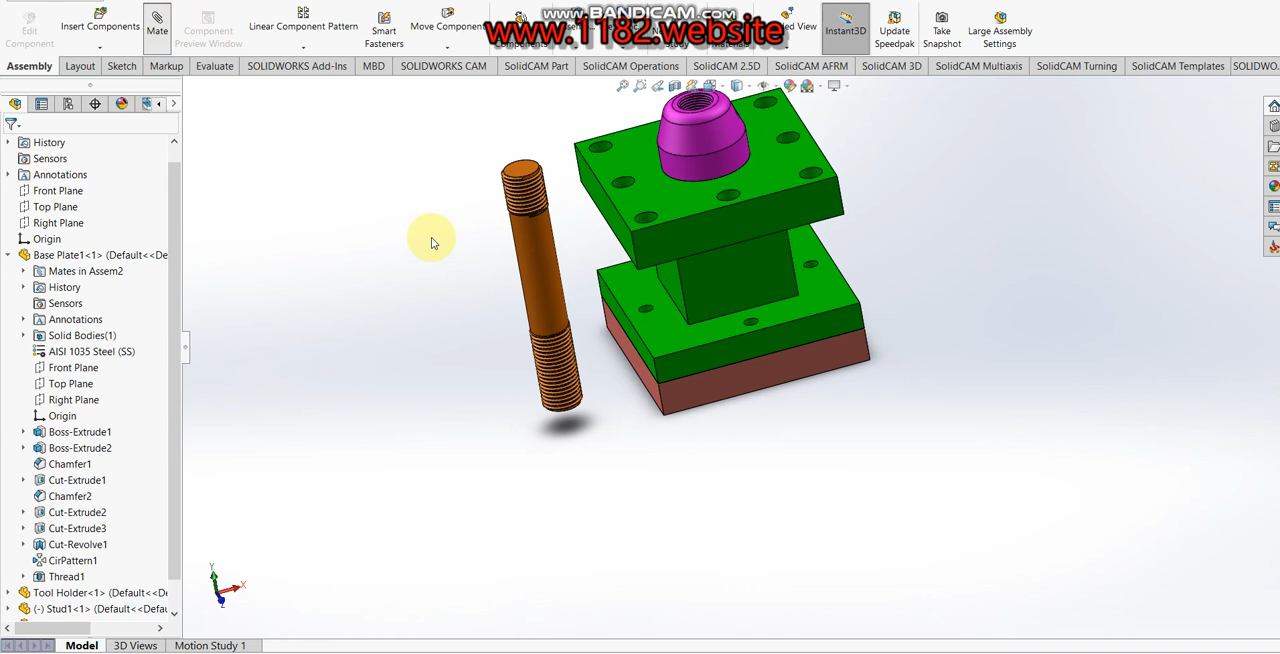 www.BANDICAM.com
www.1182.website
Edit Component
Insert Components
Mate
Component Preview Window
Linear Component Pattern
Smart Fasteners
Move Component
Instant3D
Update Speedpak
Take Snapshot
Large Assembly Settings
Assembly Layout Sketch Markup Evaluate SOLIDWORKS Add-Ins MBD SOLIDWORKS CAM SolidCAM Part SolidCAM Operations SolidCAM 2.5D SolidCAM AFRM SolidCAM 3D SolidCAM Multiaxis SolidCAM Turning SolidCAM Templates SOLIDWO...
History
Sensors
Annotations
Front Plane
Top Plane
Right Plane
Origin
Base Plate1<1> (Default<<De
Mates in Assem2
History
Sensors
Annotations
Solid Bodies(1)
AISI 1035 Steel (SS)
Front Plane
Top Plane
Right Plane
Origin
Boss-Extrude1
Boss-Extrude2
Chamfer1
Cut-Extrude1
Chamfer2
Cut-Extrude2
Cut-Extrude3
Cut-Revolve1
CirPattern1
Thread1
Tool Holder<1> (Default<<De
(-) Stud1<1> (Default<<Defau
Y
X
Z
Model 3D Views Motion Study 1